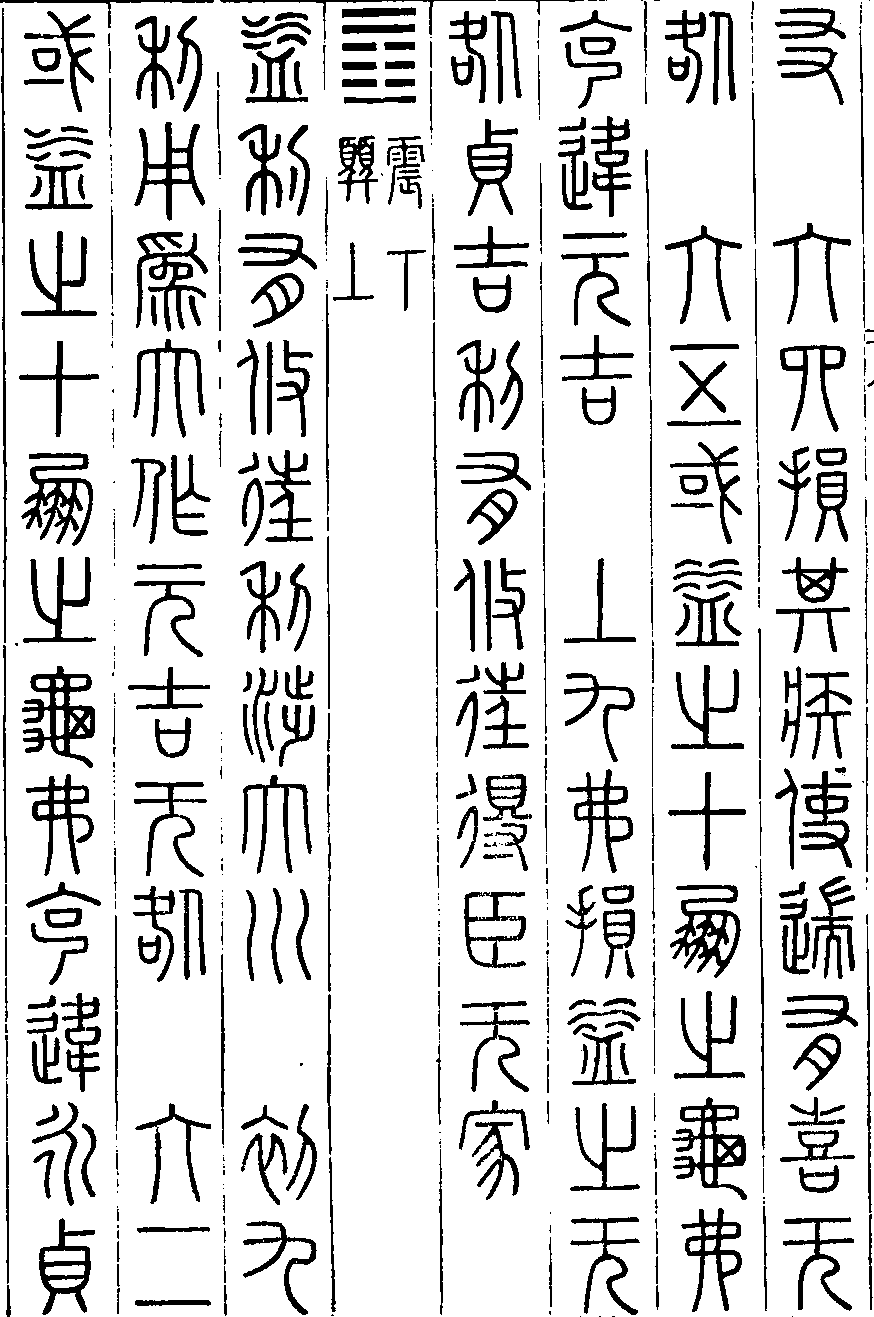 友 六四損其疾使遄有喜无
咎 六五或益之十朋之龜弗
克違元吉 上九弗損益之无
咎貞吉利有攸往得臣无家
䷩ 震下巽上
益利有攸往利涉大川 初九
利用爲大作元吉无咎 六二
或益之十朋之龜弗克違永貞